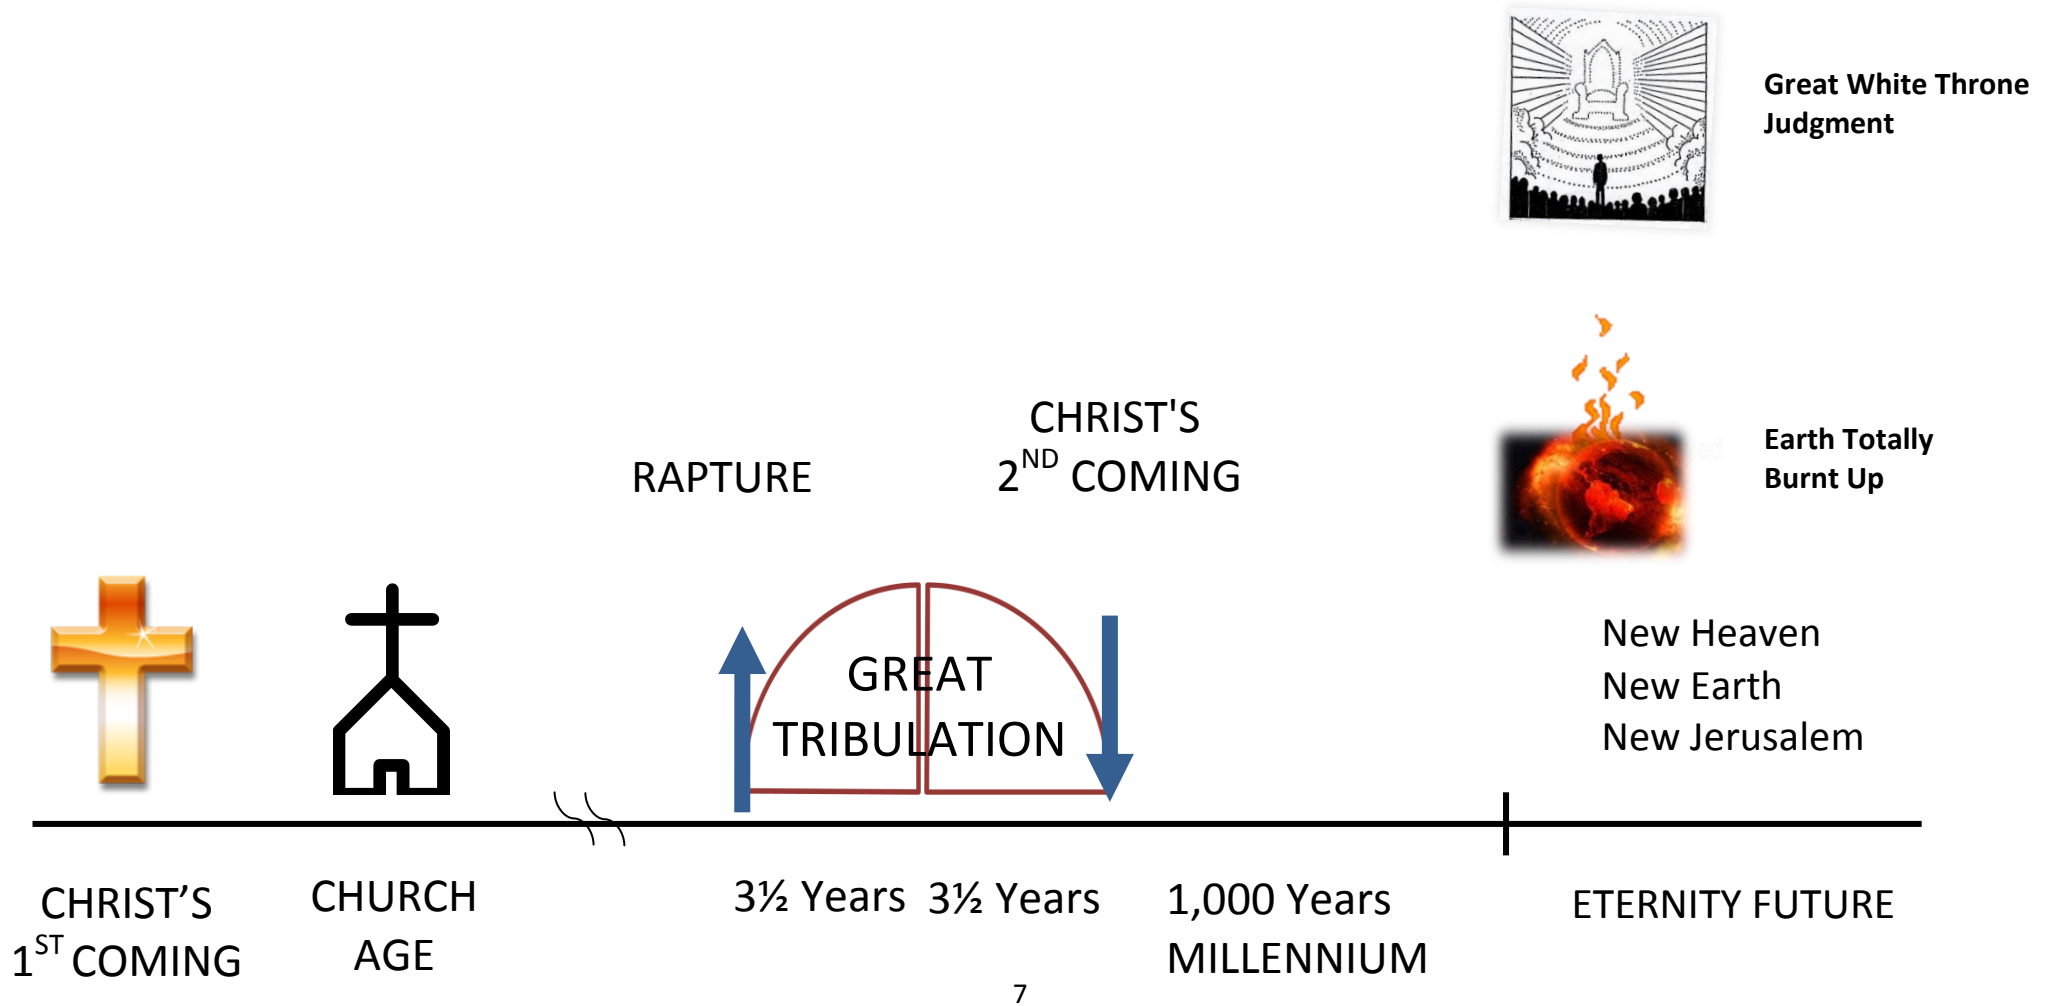 Great White Throne
Judgment
Earth Totally
Burnt Up
CHRIST'S
2ND COMING
RAPTURE
GREAT
TRIBULATION
New Heaven
New Earth
New Jerusalem
CHRIST’S
1ST COMING
CHURCH
AGE
3½ Years 3½ Years
1,000 Years
MILLENNIUM
ETERNITY FUTURE
7